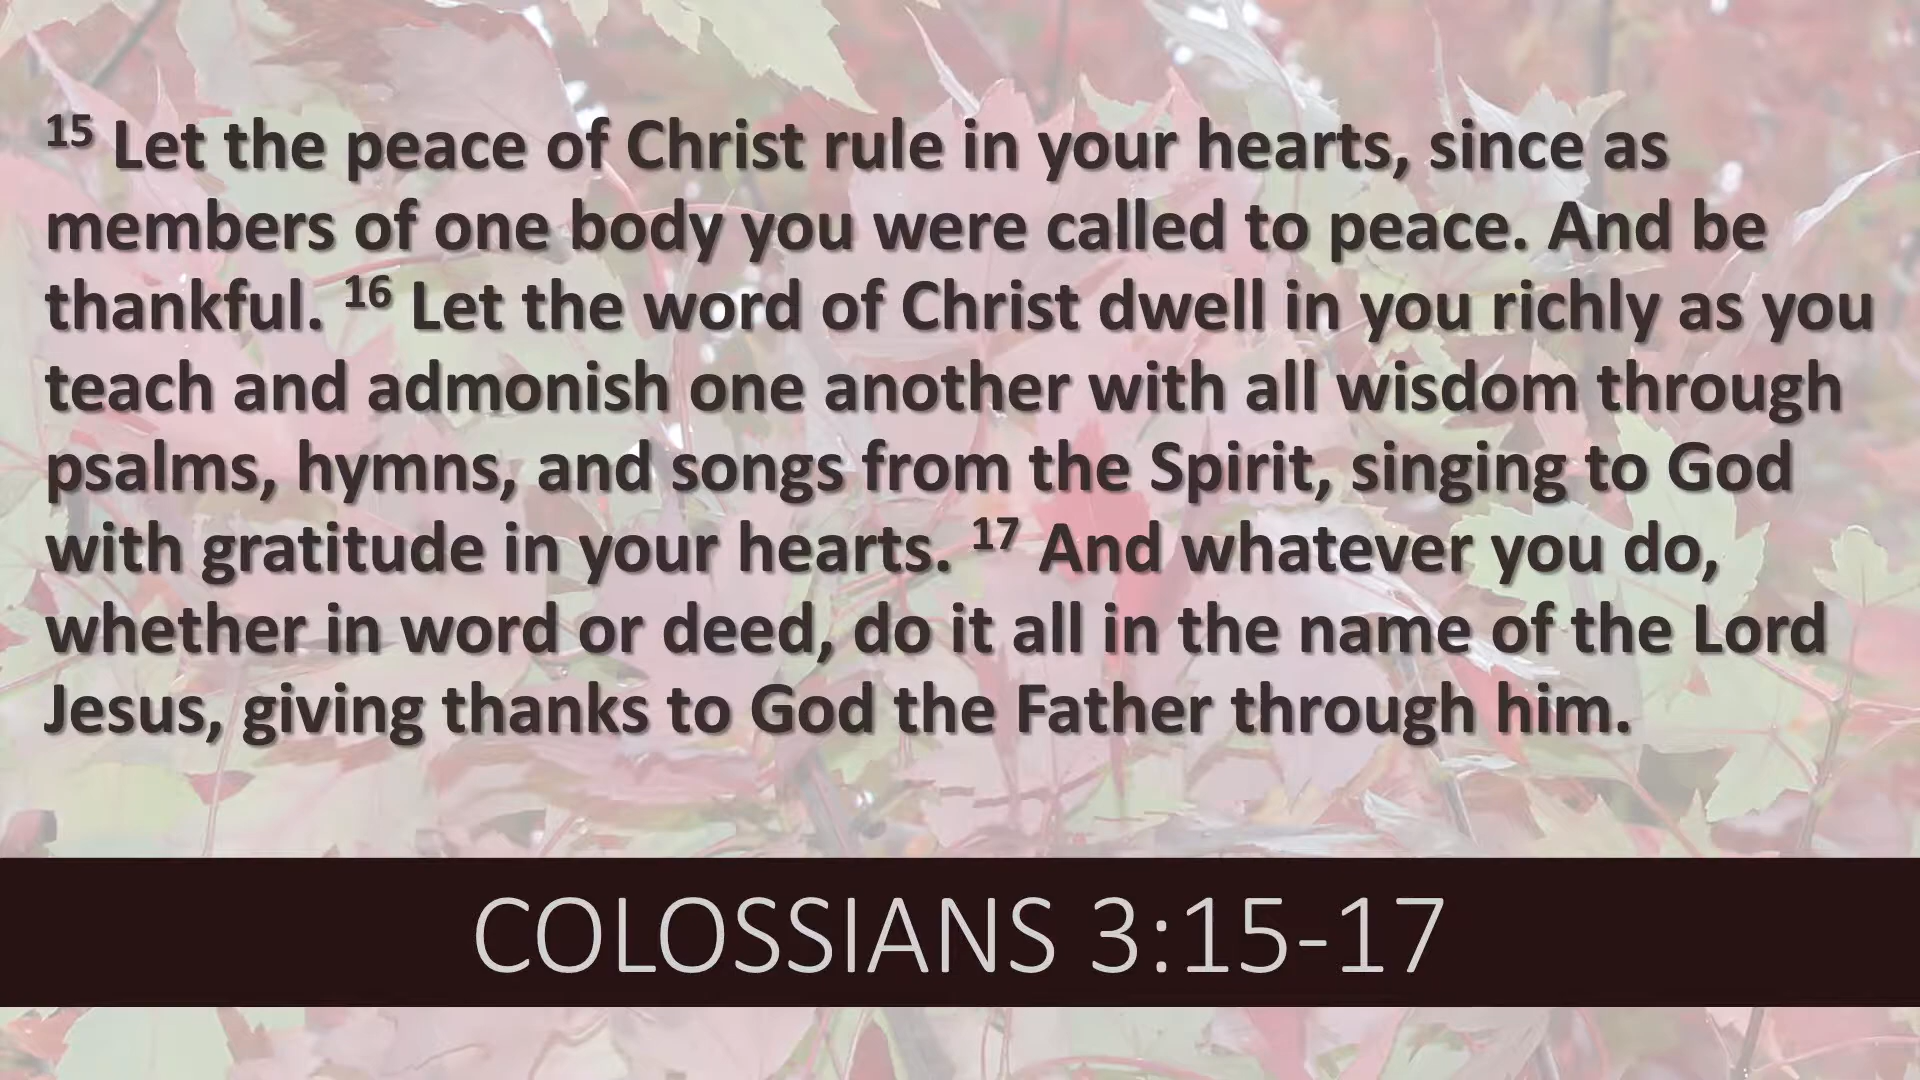 15 Let the peace of Christ rule in your hearts, since as
members of one body you were called to peace. And be
thankful. 16 Let the word of Christ dwell in you richly as you
teach and admonish one another with all wisdom through
psalms, hymns, and songs from the Spirit, singing to God
with gratitude in your hearts. 17 And whatever you do,
whether in word or deed, do it all in the name of the Lord
Jesus, giving thanks to God the Father through him.
COLOSSIANS 3:15-17